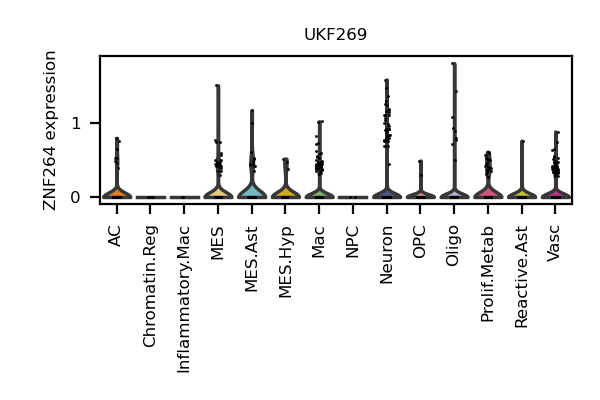 UKF269
ZNF264 expression
1
0
AC
Chromatin.Reg
Inflammatory.Mac
MES
MES.Ast
MES.Hyp
Mac
NPC
Neuron
OPC
Oligo
Prolif.Metab
Reactive.Ast
Vasc